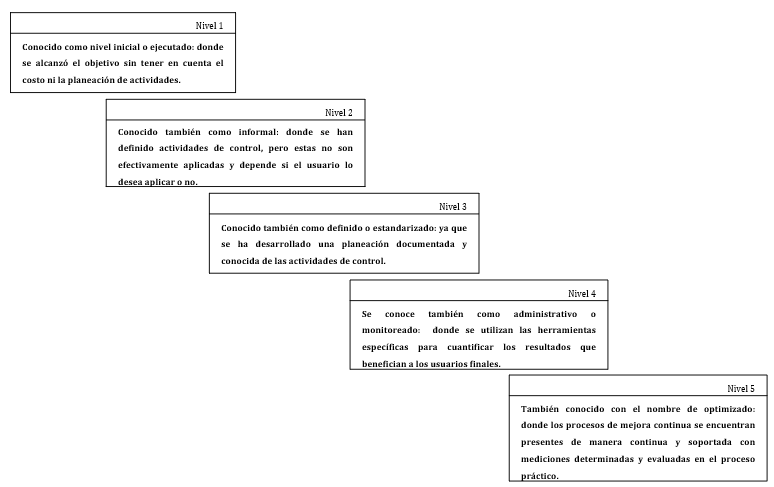 Nivel 1
Conocido como nivel inicial o ejecutado: donde
se alcanzó el objetivo sin tener en cuenta el
costo ni la planeación de actividades.
Nivel 2
Conocido también como informal: donde se han
definido actividades de control, pero estas no son
efectivamente aplicadas y depende si el usuario lo
desea aplicar o no.
Nivel 3
Conocido también como definido o estandarizado: ya que
se ha desarrollado una planeación documentada y
conocida de las actividades de control.
Nivel 4
Se conoce también como administrativo o
monitoreado: donde se utilizan las herramientas
específicas para cuantificar los resultados que
benefician a los usuarios finales.
Nivel 5
También conocido con el nombre de optimizado:
donde los procesos de mejora continua se encuentran
presentes de manera continua y soportada con
mediciones determinadas y evaluadas en el proceso
práctico.